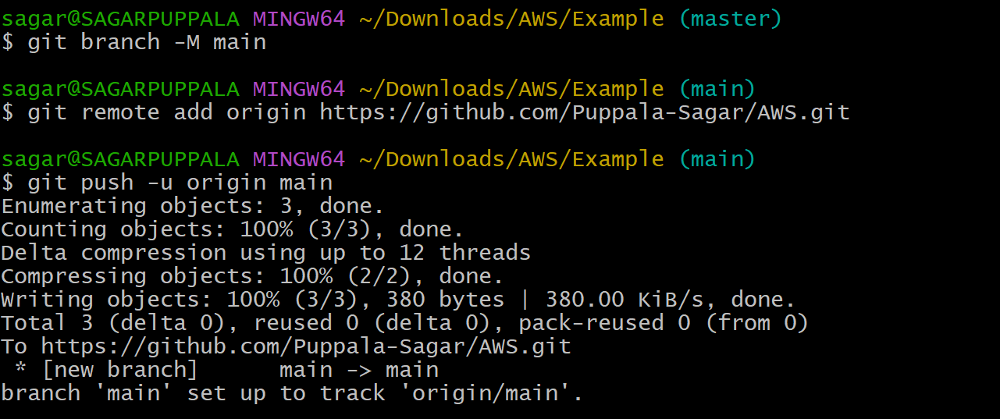 sagar@SAGARPUPPALA MINGW64 ~/Downloads/AWS/Example (master)
$ git branch -M main
sagar@SAGARPUPPALA MINGW64 ~/Downloads/AWS/Example (main)
$ git remote add origin https://github.com/Puppala-Sagar/AWS.git
sagar@SAGARPUPPALA MINGW64 ~/Downloads/AWS/Example (main)
$ git push -u origin main
Enumerating objects: 3, done.
Counting objects: 100% (3/3), done.
Delta compression using up to 12 threads
Compressing objects: 100% (2/2), done.
Writing objects: 100% (3/3), 380 bytes | 380.00 KiB/s, done.
Total 3 (delta 0), reused 0 (delta 0), pack-reused 0 (from 0)
To https://github.com/Puppala-Sagar/AWS.git
 * [new branch]      main -> main
branch 'main' set up to track 'origin/main'.